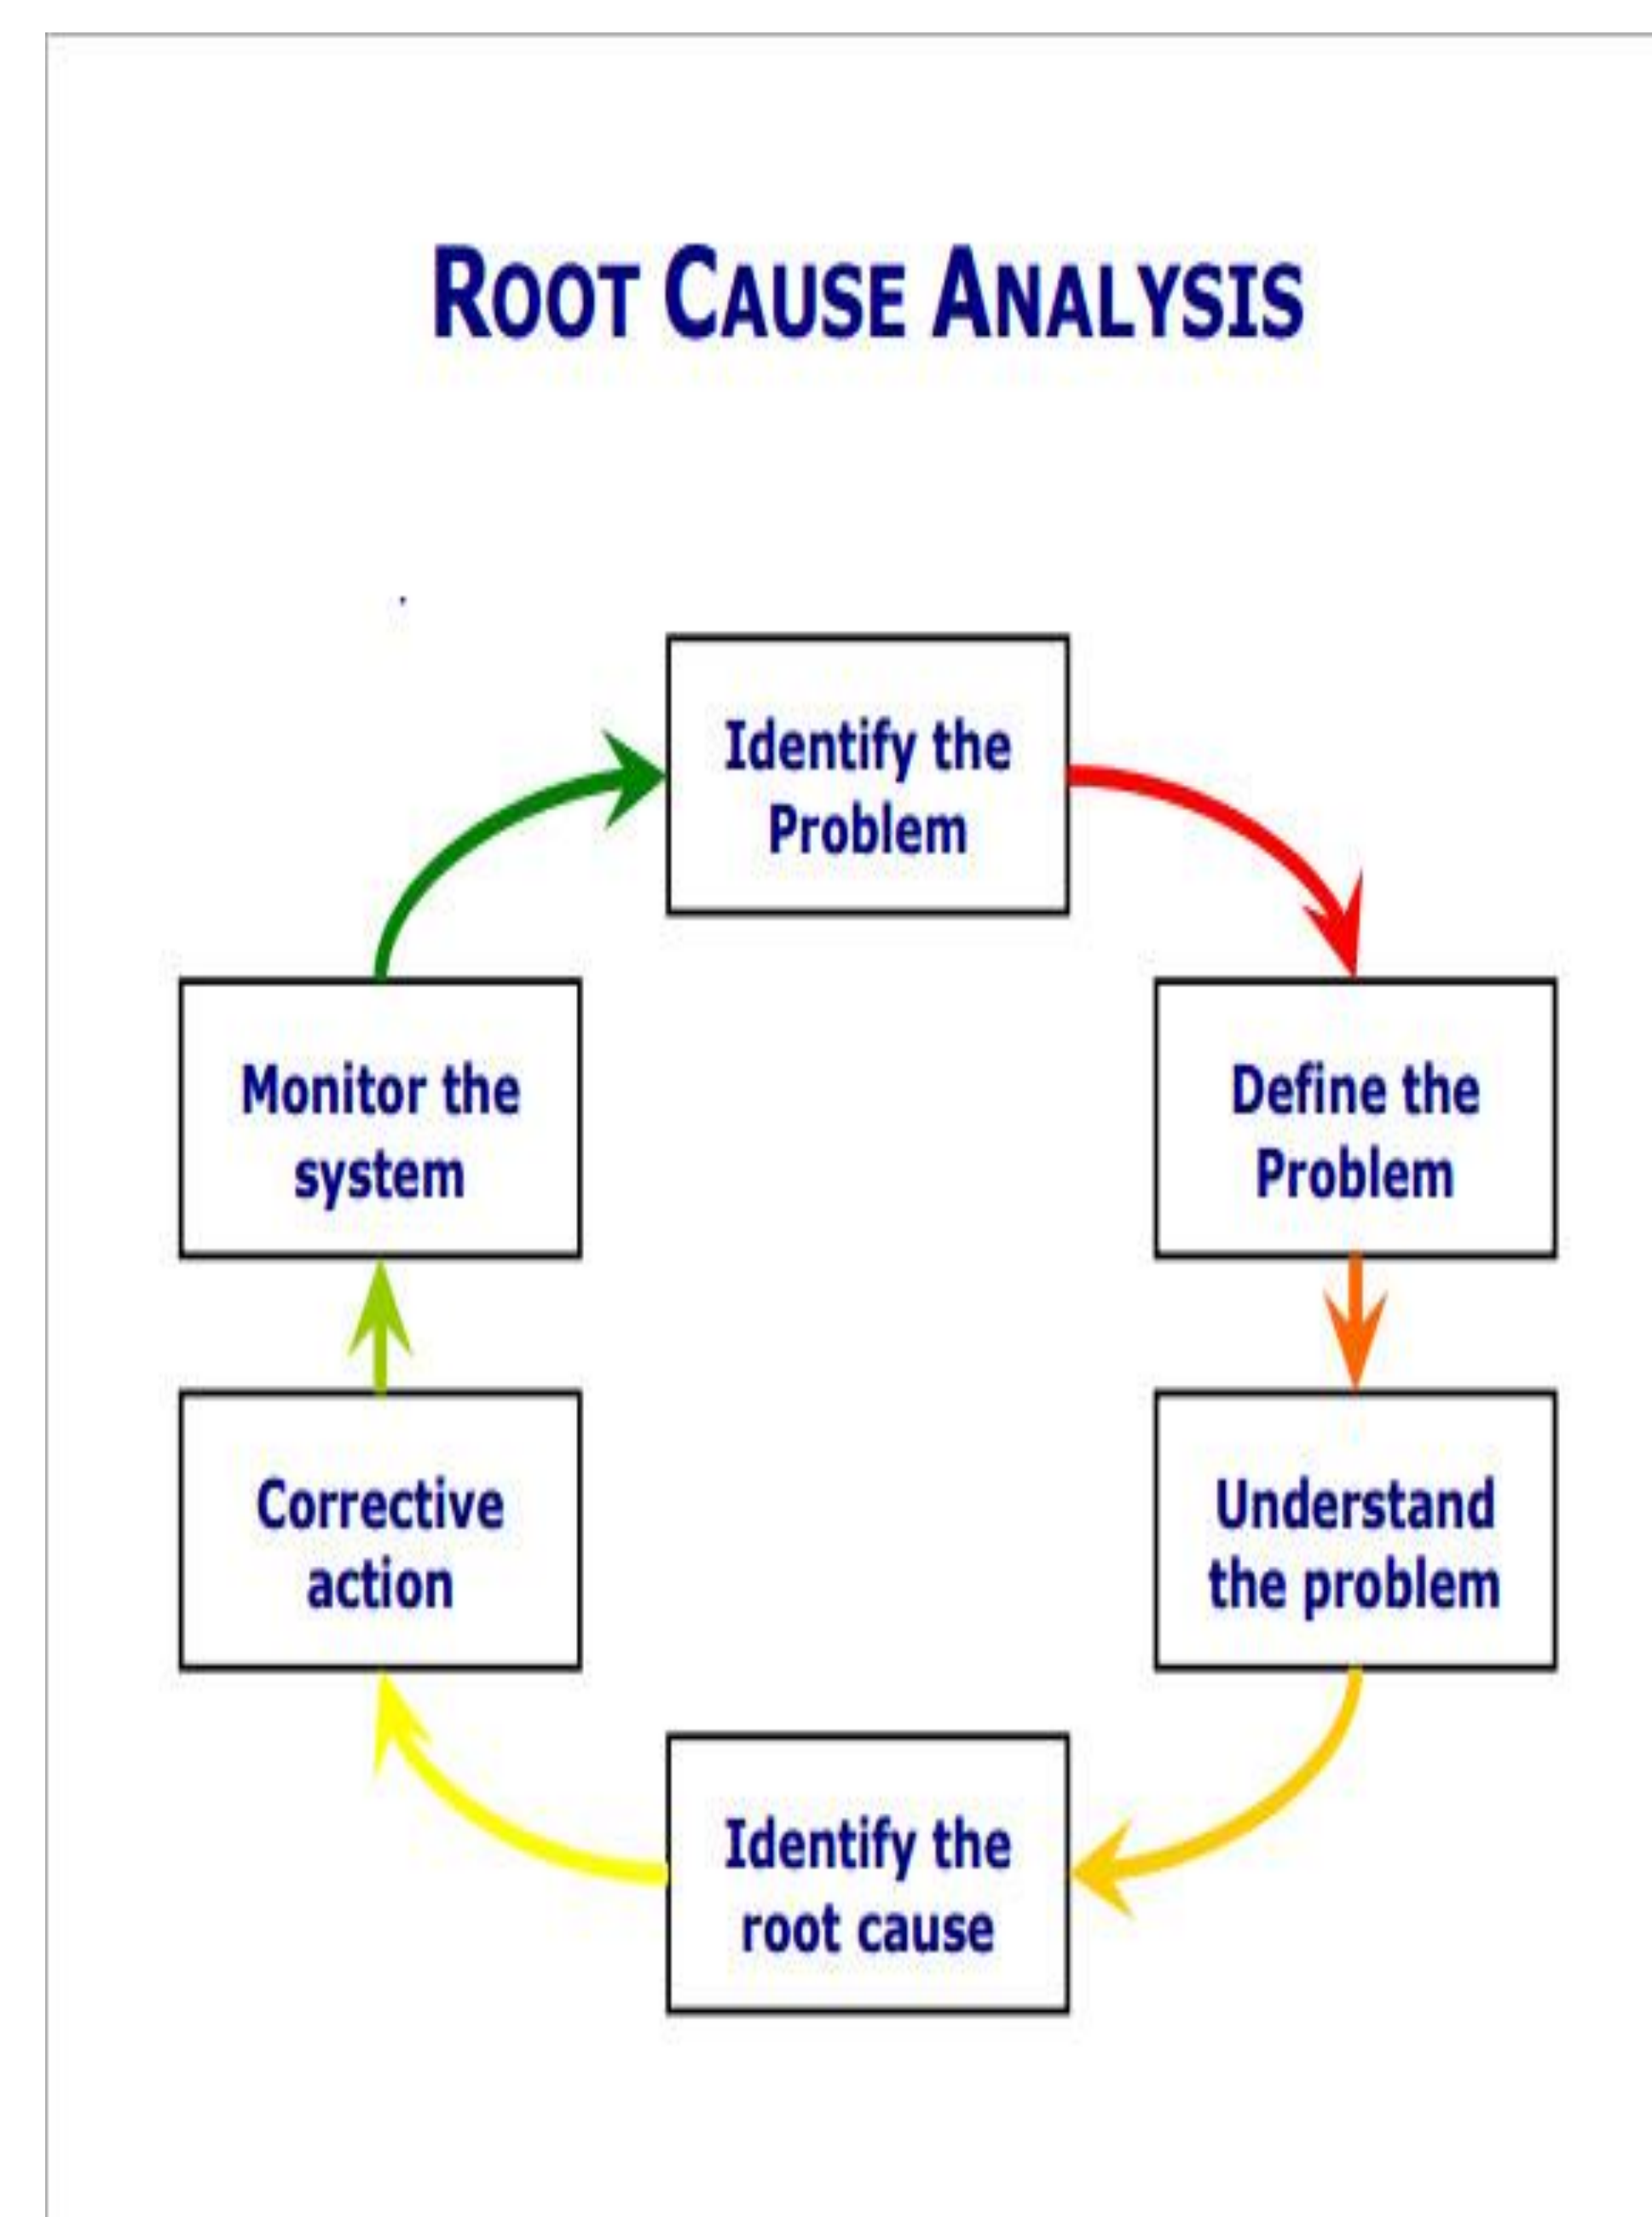 ROOT CAUSE ANALYSIS
Identify the
Problem
Define the
Problem
Understand
the problem
Identify the
root cause
Corrective
action
Monitor the
system